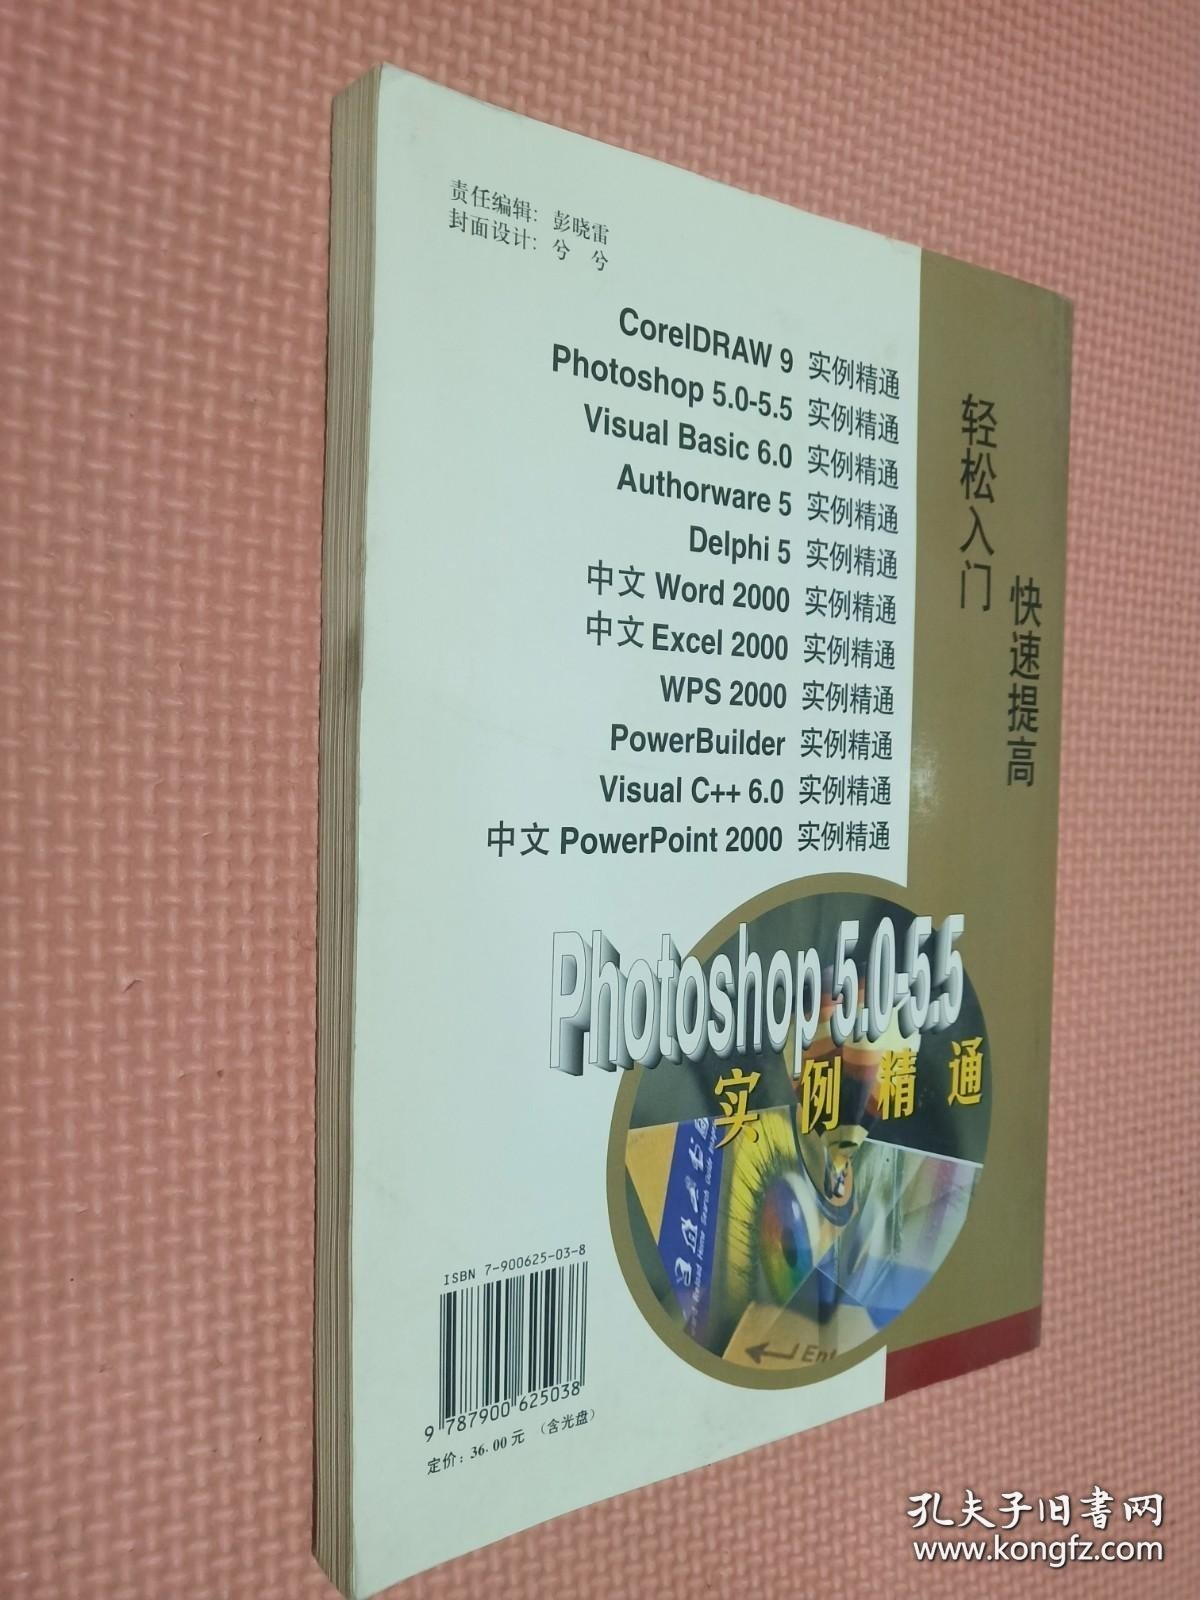 责任编辑：彭晓雷
封面设计：兮 兮
CorelDRAW 9 实例精通
Photoshop 5.0-5.5 实例精通
Visual Basic 6.0 实例精通
Authorware 5 实例精通
Delphi 5 实例精通
中文 Word 2000 实例精通
中文 Excel 2000 实例精通
WPS 2000 实例精通
PowerBuilder 实例精通
Visual C++ 6.0 实例精通
中文 PowerPoint 2000 实例精通
轻松入门
快速提高
Photoshop 5.0-5.5
实例精通
Reload Home Search Guide
Ent
ISBN 7-900625-03-8
9 787900 625038
定价：36.00元（含光盘）
孔夫子旧书网
www.kongfz.com